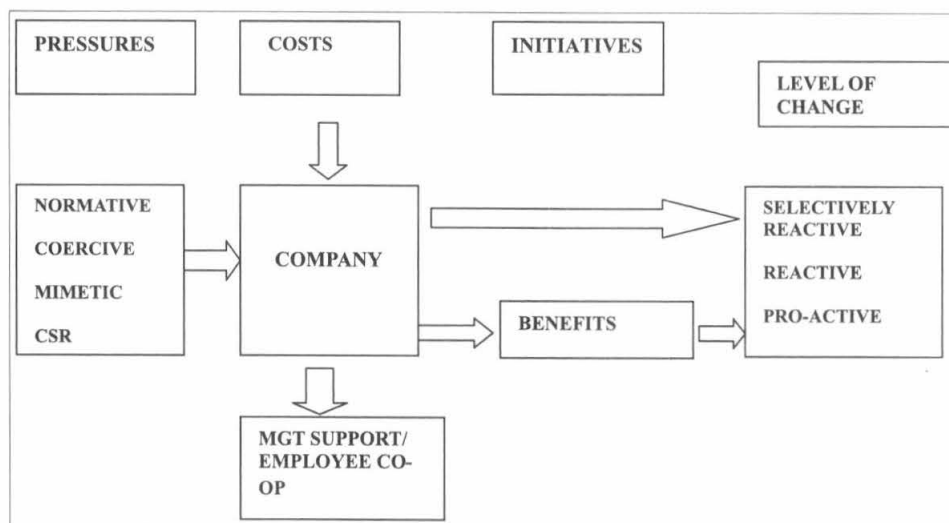 PRESSURES
COSTS
INITIATIVES
LEVEL OF
CHANGE
NORMATIVE
COERCIVE
MIMETIC
CSR
COMPANY
SELECTIVELY
REACTIVE
REACTIVE
PRO-ACTIVE
BENEFITS
MGT SUPPORT/
EMPLOYEE CO-
OP